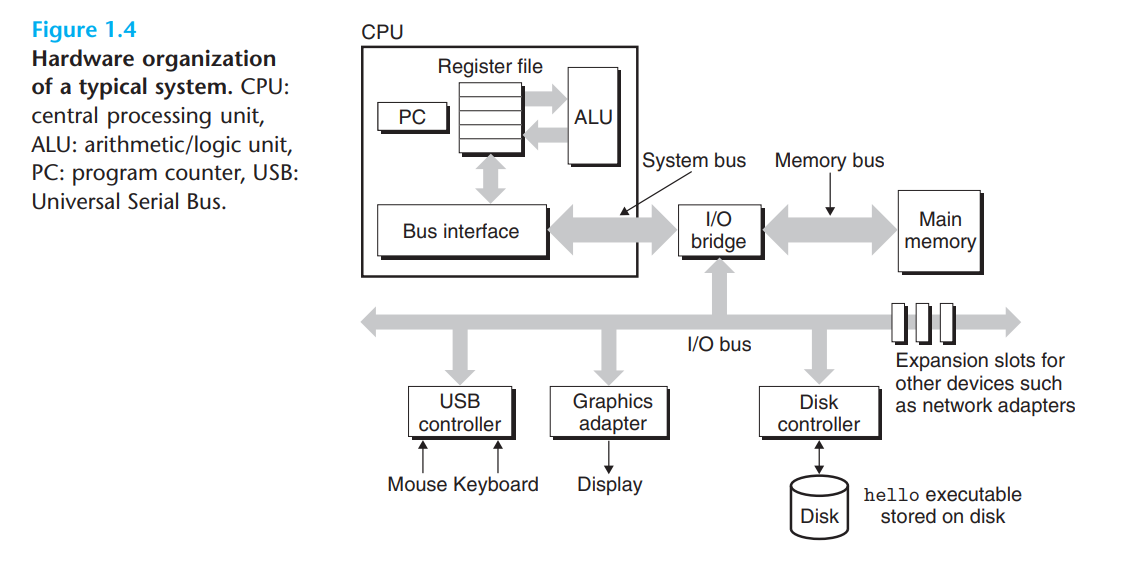 Figure 1.4
Hardware organization
of a typical system. CPU:
central processing unit,
ALU: arithmetic/logic unit,
PC: program counter, USB:
Universal Serial Bus.
CPU
Register file
PC
ALU
System bus
Memory bus
Bus interface
I/O
bridge
Main
memory
I/O bus
Expansion slots for
other devices such
as network adapters
USB
controller
Graphics
adapter
Disk
controller
Mouse Keyboard
Display
Disk
hello executable
stored on disk